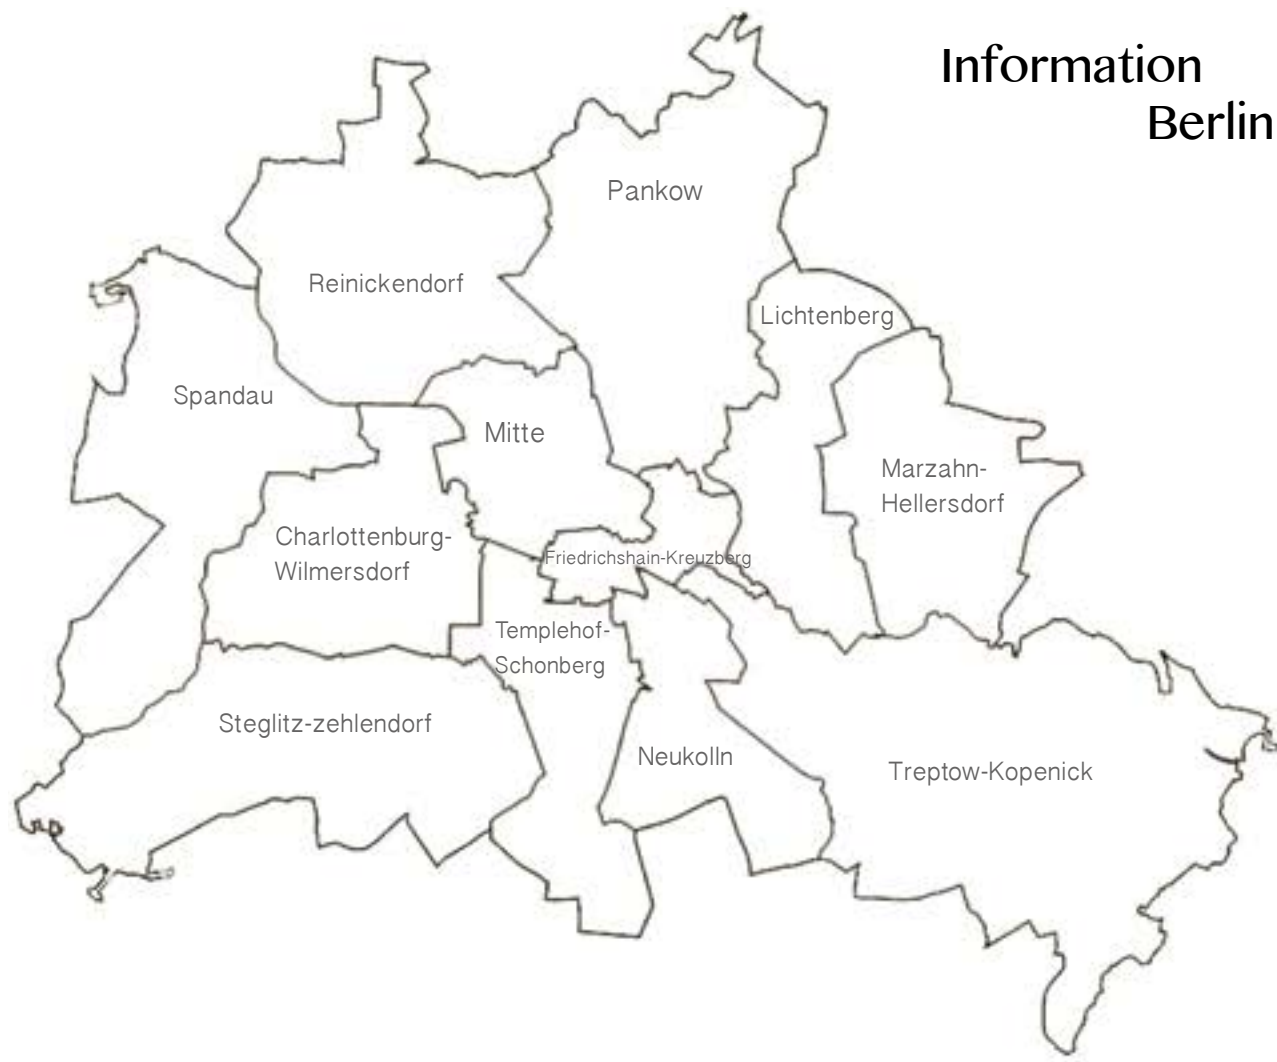 Information
Berlin
Pankow
Reinickendorf
Lichtenberg
Spandau
Mitte
Marzahn-
Hellersdorf
Charlottenburg-
Wilmersdorf
Friedrichshain-Kreuzberg
Templehof-
Schonberg
Steglitz-zehlendorf
Neukolln
Treptow-Kopenick